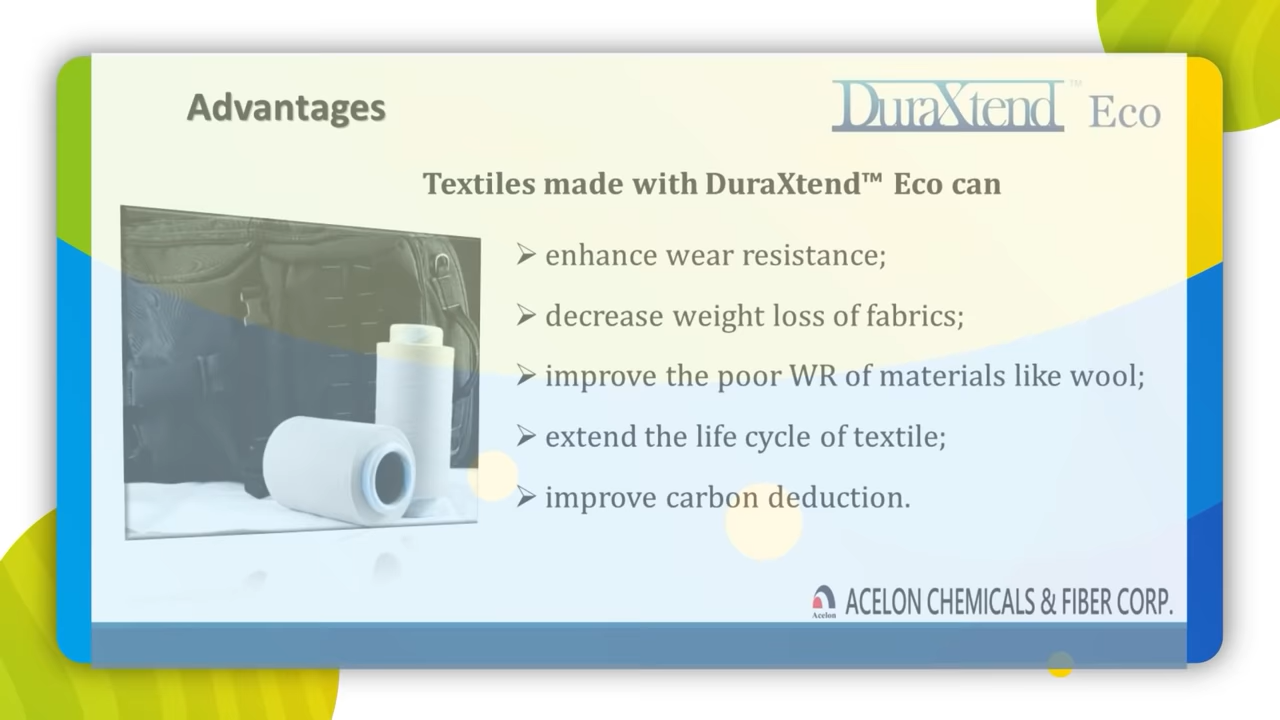 Advantages
DuraXtend™ Eco
Textiles made with DuraXtend™ Eco can
➢ enhance wear resistance;
➢ decrease weight loss of fabrics;
➢ improve the poor WR of materials like wool;
➢ extend the life cycle of textile;
➢ improve carbon deduction.
Acelon ACELON CHEMICALS & FIBER CORP.